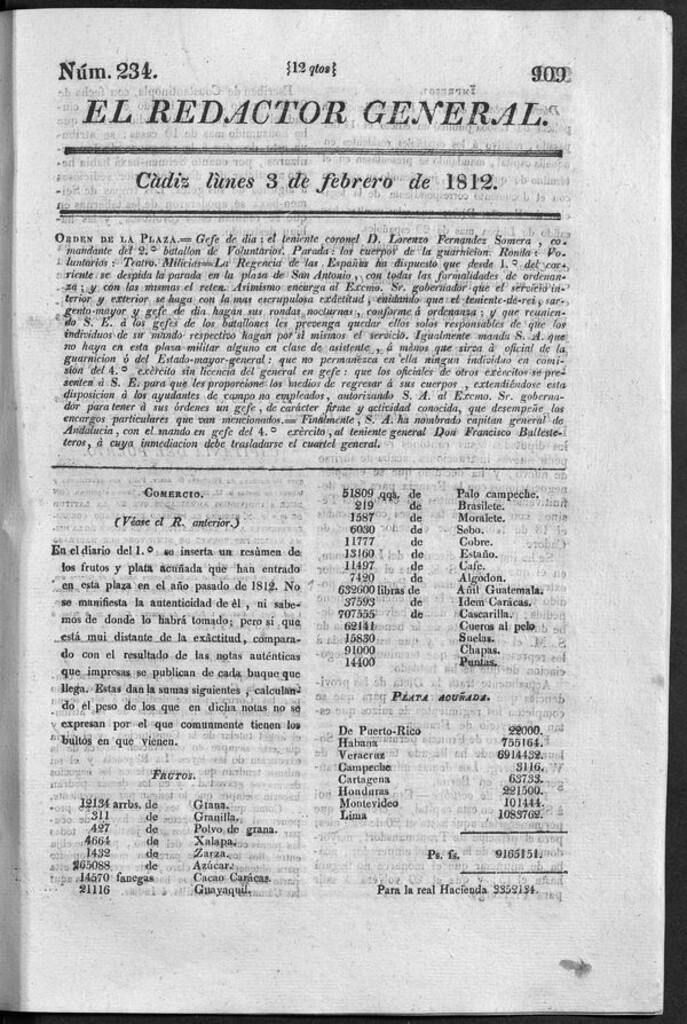 Núm. 234. {12 qtos} 909
EL REDACTOR GENERAL.
Cádiz lúnes 3 de febrero de 1812.
ORDEN DE LA PLAZA.= Gefe de dia: el teniente coronel D. Lorenzo Fernandez Somera, co-
mandante del 2.° batallon de Voluntarios. Parada: los cuerpos de la guarnicion. Ronda: Vo-
luntarios: Teatro. Milicias=La Regencia de las Españas ha dispuesto que desde 1.° del cor-
riente se despida la parada en la plaza de San Antonio, con todas las formalidades de ordenan-
za; y con las mismas el reten. Asimismo encarga al Excmo. Sr. gobernador que el servicio in-
terior y exterior se haga con la mas escrupulosa exâctitud, cuidando que el teniente-de-rei, sar-
gento-mayor y gefe de dia hagan sus rondas nocturnas, conforme á ordenanza; y que reunien-
do S. E. á los gefes de los batallones les prevenga quedar ellos solos responsables de que los
individuos de su mando respectivo hagan por sí mismos el servicio. Igualmente manda S. A. que
no haya en esta plaza militar alguno en clase de asistente, á ménos que sirva á oficial de la
guarnicion ó del Estado-mayor-general: que no permanezca en ella ningun individuo en comi-
sion del 4.° exército sin licencia del general en gefe: que los oficiales de otros exércitos se pre-
senten á S. E. para que les proporcione los medios de regresar á sus cuerpos, extendiéndose esta
disposicion á los ayudantes de campo no empleados, autorizando S. A. al Excmo. Sr. goberna-
dor para tener á sus órdenes un gefe, de carácter firme y actividad conocida, que desempeñe los
encargos particulares que van mencionados.= Finalmente, S. A. ha nombrado capitan general de
Andalucia, con el mando en gefe del 4.° exército, al teniente general Don Francisco Balleste-
teros, á cuya inmediacion debe trasladarse el cuartel general.
COMERCIO.
(Véase el R. anterior.)
En el diario del 1.° se inserta un resúmen de
los frutos y plata acuñada que han entrado
en esta plaza en el año pasado de 1812. No
se manifiesta la autenticidad de él, ni sabe-
mos de donde lo habrá tomado; pero sí que
está mui distante de la exâctitud, compara-
do con el resultado de las notas auténticas
que impresas se publican de cada buque que
llega. Estas dan la sumas siguientes, calculan-
do el peso de los que en dicha notas no se
expresan por el que comunmente tienen los
bultos en que vienen.
FRUTOS.
12134 arrbs. de Grana.
311 de Granilla.
427 de Polvo de grana.
4664 de Xalapa.
1432 de Zarza.
265088 de Azúcar.
14570 fanegas Cacao Carácas.
21116 Guayaquil.
51809 qqs. de Palo campeche.
219 de Brasilete.
1587 de Moralete.
6030 de Sebo.
11777 de Cobre.
13160 de Estaño.
11497 de Cafe.
7420 de Algodon.
632600 libras de Añil Guatemala.
37593 de Idem Carácas.
707555 de Cascarilla.
62141 Cueros al pelo
15830 Suelas.
91000 Chapas.
14400 Puntas.
PLATA ACUÑADA.
De Puerto-Rico 22000.
Habana 755164.
Veracruz 6914432.
Campeche 3116.
Cartagena 63733.
Honduras 221500.
Montevideo 101444.
Lima 1083762.
Ps. fs. 9165151.
Para la real Hacienda 3352134.